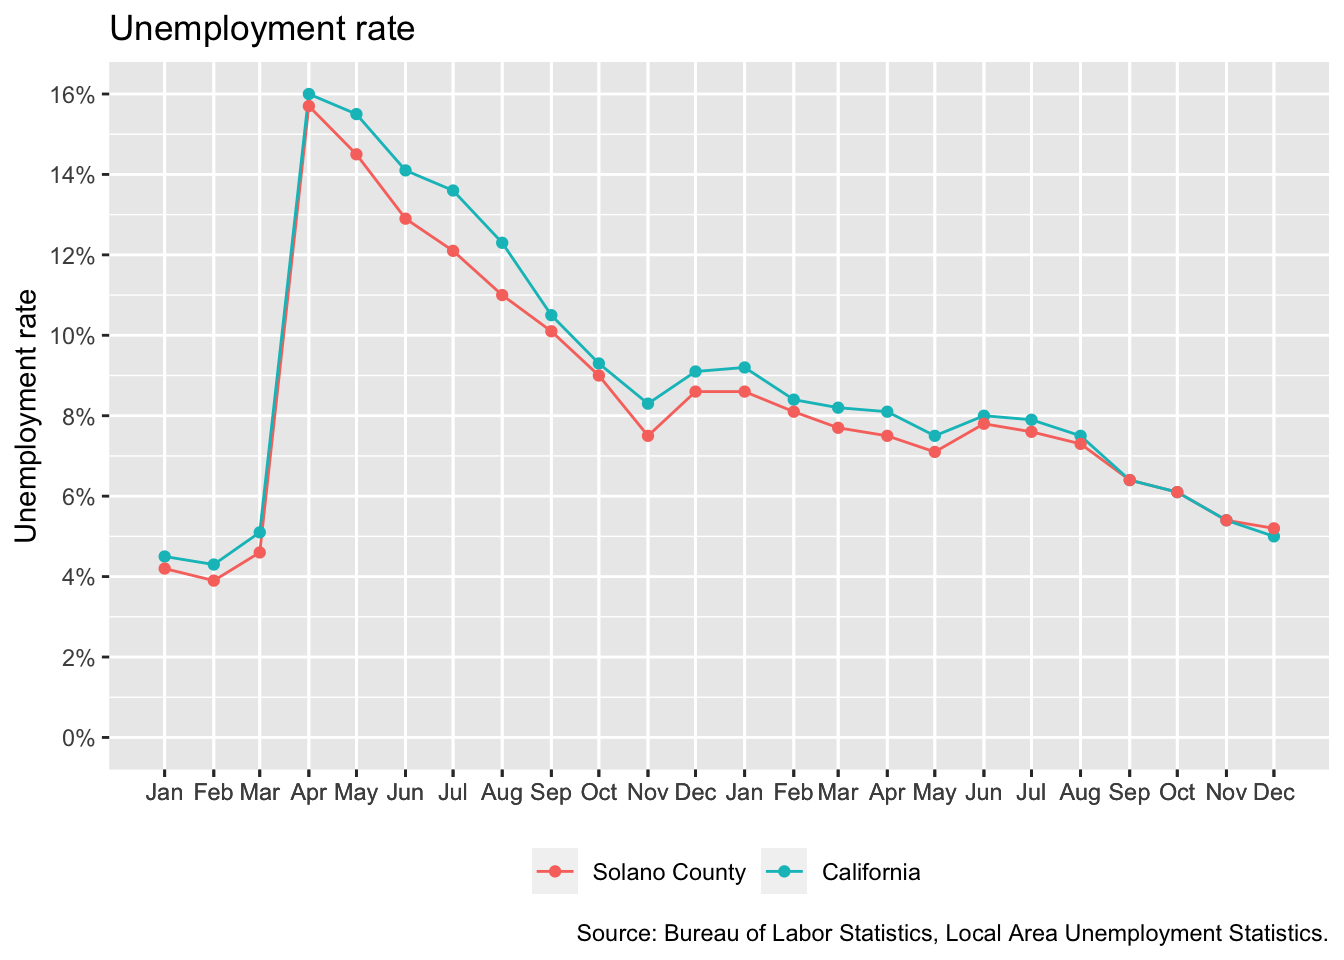 Unemployment rate
Unemployment rate
16%
14%
12%
10%
8%
6%
4%
2%
0%
Jan Feb Mar Apr May Jun Jul Aug Sep Oct Nov Dec Jan Feb Mar Apr May Jun Jul Aug Sep Oct Nov Dec
Solano County California
Source: Bureau of Labor Statistics, Local Area Unemployment Statistics.